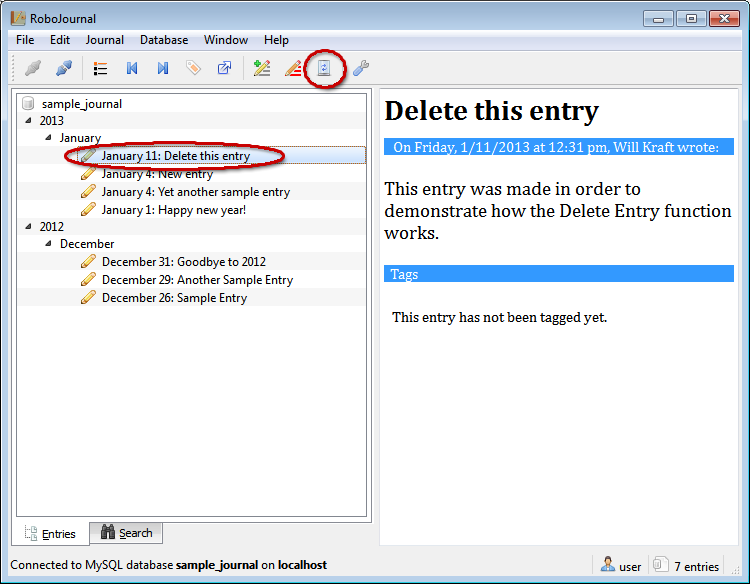 RoboJournal
File Edit Journal Database Window Help
sample_journal
2013
January
January 11: Delete this entry
January 4: New entry
January 4: Yet another sample entry
January 1: Happy new year!
2012
December
December 31: Goodbye to 2012
December 29: Another Sample Entry
December 26: Sample Entry
Entries
Search
Delete this entry
On Friday, 1/11/2013 at 12:31 pm, Will Kraft wrote:
This entry was made in order to
demonstrate how the Delete Entry function
works.
Tags
This entry has not been tagged yet.
Connected to MySQL database sample_journal on localhost
user
7 entries